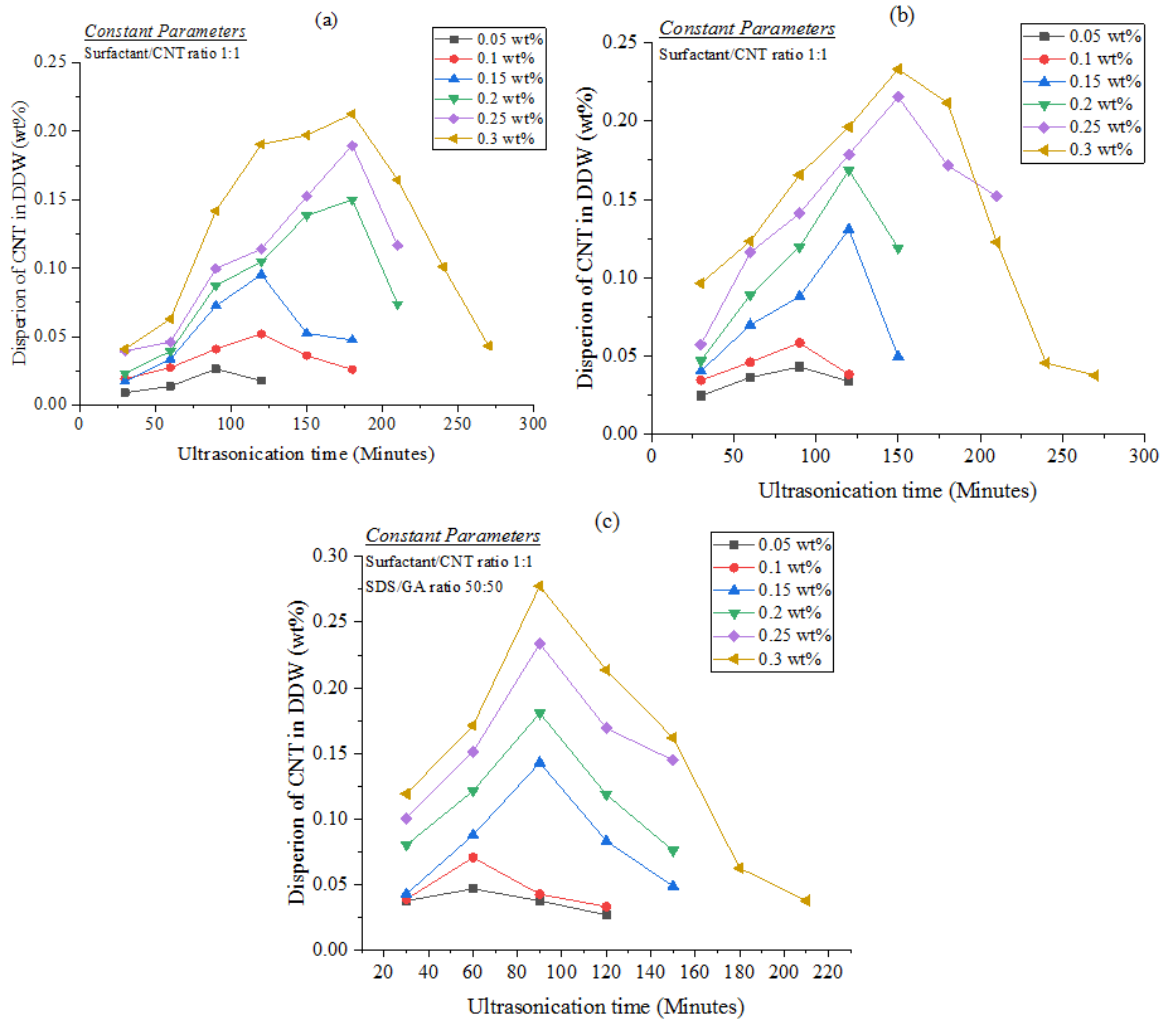 (a)
Constant Parameters
Surfactant/CNT ratio 1:1
0.05 wt%
0.1 wt%
0.15 wt%
0.2 wt%
0.25 wt%
0.3 wt%
Disperion of CNT in DDW (wt%)
0.25
0.20
0.15
0.10
0.05
0.00
0 50 100 150 200 250 300
Ultrasonication time (Minutes)
(b)
Constant Parameters
Surfactant/CNT ratio 1:1
0.05 wt%
0.1 wt%
0.15 wt%
0.2 wt%
0.25 wt%
0.3 wt%
Disperion of CNT in DDW (wt%)
0.25
0.20
0.15
0.10
0.05
0.00
0 50 100 150 200 250 300
Ultrasonication time (Minutes)
(c)
Constant Parameters
Surfactant/CNT ratio 1:1
SDS/GA ratio 50:50
0.05 wt%
0.1 wt%
0.15 wt%
0.2 wt%
0.25 wt%
0.3 wt%
Disperion of CNT in DDW (wt%)
0.30
0.25
0.20
0.15
0.10
0.05
0.00
20 40 60 80 100 120 140 160 180 200 220
Ultrasonication time (Minutes)